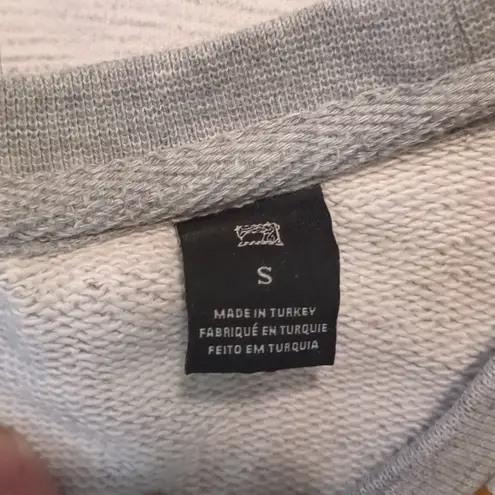 S
MADE IN TURKEY
FABRIQUÉ EN TURQUIE
FEITO EM TURQUIA